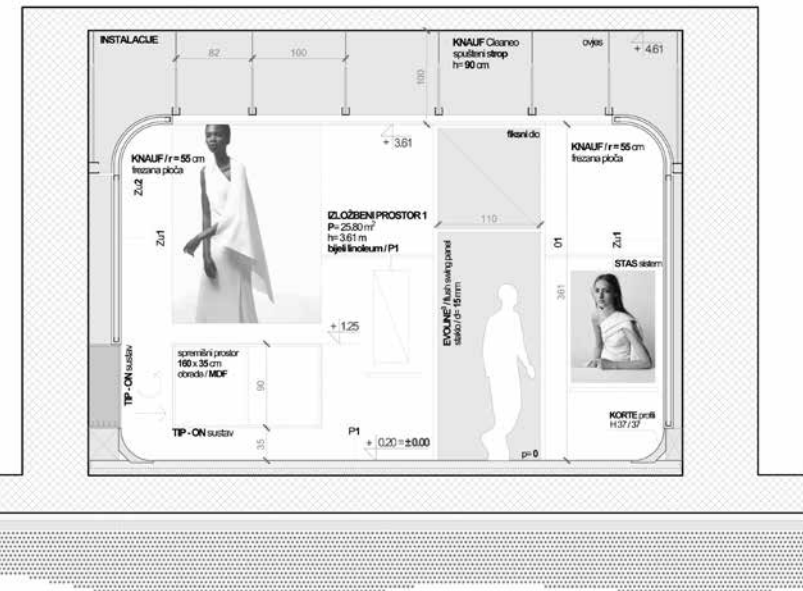 INSTALACIJE
82
100
100
KNAUF Cleaneo
spušteni strop
h= 90 cm
ovjes
+ 4.61
KNAUF / r = 55 cm
frezana ploča
+ 3.61
fiksni dio
KNAUF / r = 55 cm
frezana ploča
Zu2
Zu1
IZLOŽBENI PROSTOR 1
P= 25.80 m²
h= 3.61 m
bijeli linoleum / P1
110
EVOLINE³ / flush swing panel
staklo / d= 15 mm
01
361
Zu1
STAS sistem
+ 1.25
TIP - ON sustav
spremišni prostor
160 x 35 cm
obrada / MDF
90
TIP - ON sustav
35
P1
+ 0,20 = ±0.00
p= 0
KORTE profili
H 37 / 37